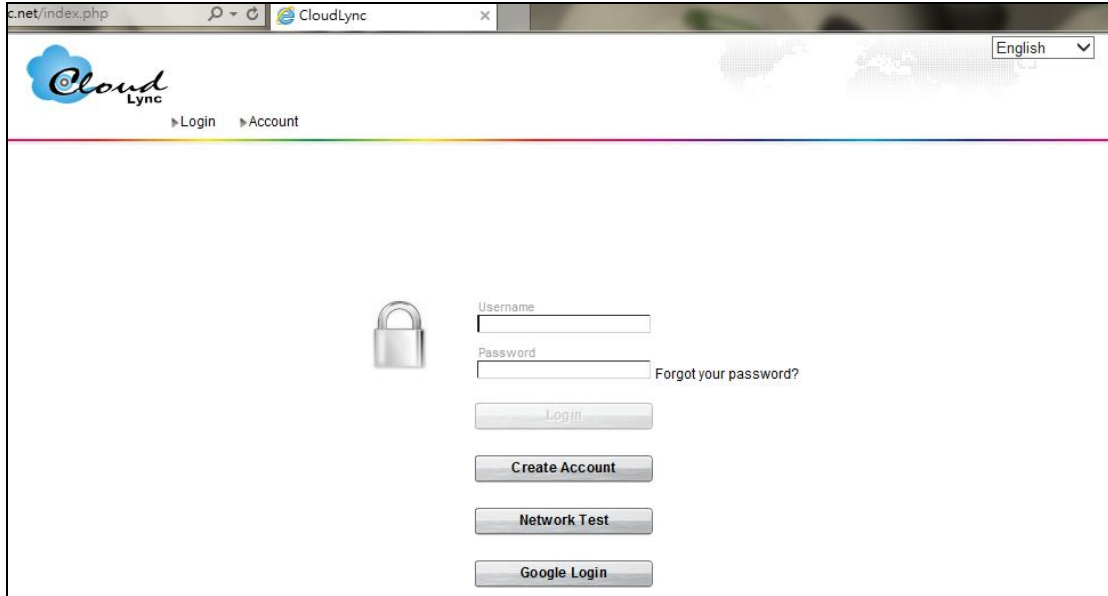 c.net/index.php
CloudLync
English
Cloud
Lync
Login
Account
Username
Password
Forgot your password?
Login
Create Account
Network Test
Google Login